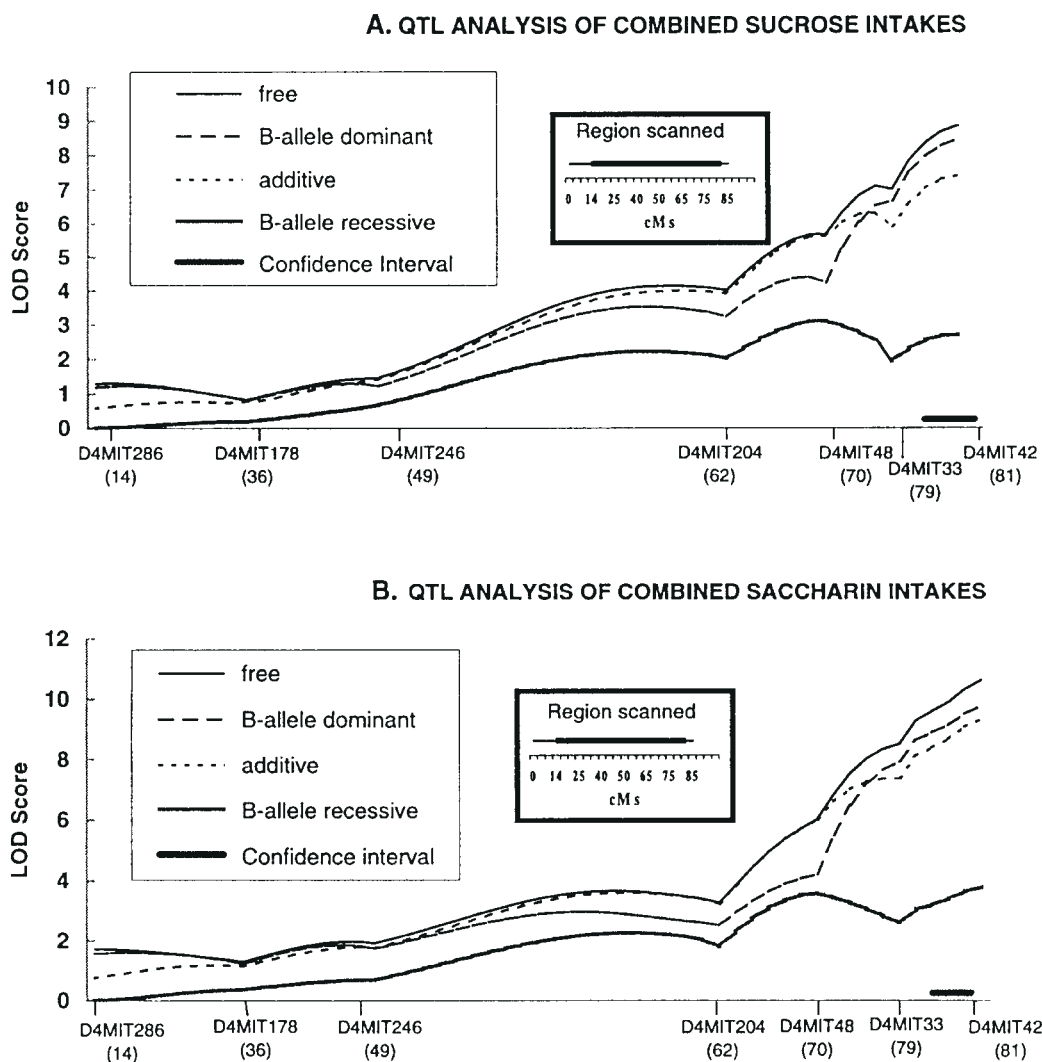 A. QTL ANALYSIS OF COMBINED SUCROSE INTAKES
LOD Score
10
9
8
7
6
5
4
3
2
1
0
free
B-allele dominant
additive
B-allele recessive
Confidence Interval
Region scanned
0 14 25 40 50 65 75 85
cMs
D4MIT286 D4MIT178 D4MIT246 D4MIT204 D4MIT48 D4MIT33 D4MIT42
(14) (36) (49) (62) (70) (79) (81)
B. QTL ANALYSIS OF COMBINED SACCHARIN INTAKES
LOD Score
12
10
8
6
4
2
0
free
B-allele dominant
additive
B-allele recessive
Confidence interval
Region scanned
0 14 25 40 50 65 75 85
cMs
D4MIT286 D4MIT178 D4MIT246 D4MIT204 D4MIT48 D4MIT33 D4MIT42
(14) (36) (49) (62) (70) (79) (81)